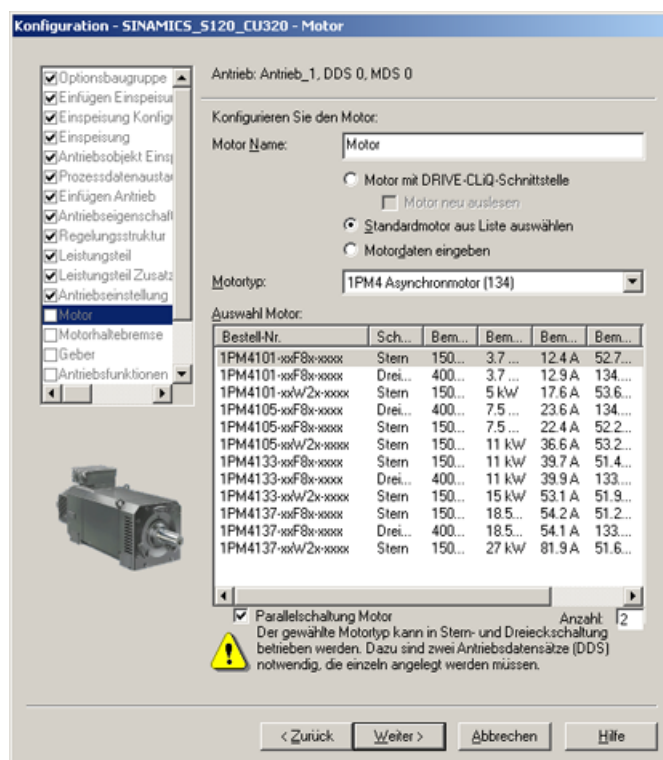 Konfiguration - SINAMICS_S120_CU320 - Motor
Optionsbaugruppe
Einfügen Einspeisu
Einspeisung Konfigu
Einspeisung
Antriebsobjekt Eins
Prozessdatenausta
Einfügen Antrieb
Antriebseigenschaft
Regelungsstruktur
Leistungsteil
Leistungsteil Zusatz
Antriebseinstellung
Motor
Motorhaltebremse
Geber
Antriebsfunktionen
Antrieb: Antrieb_1, DDS 0, MDS 0
Konfigurieren Sie den Motor:
Motor Name: Motor
Motor mit DRIVE-CLiQ-Schnittstelle
Motor neu auslesen
Standardmotor aus Liste auswählen
Motordaten eingeben
Motortyp: 1PM4 Asynchronmotor (134)
Auswahl Motor:
Bestell-Nr. Sch... Bem... Bem... Bem... Bem...
1PM4101-xxF8x-xxxx Stern 150... 3.7 ... 12.4 A 52.7...
1PM4101-xxF8x-xxxx Drei... 400... 3.7 ... 12.9 A 134....
1PM4101-xxW2x-xxxx Stern 150... 5 kW 17.6 A 53.6...
1PM4105-xxF8x-xxxx Drei... 400... 7.5 ... 23.6 A 134....
1PM4105-xxF8x-xxxx Stern 150... 7.5 ... 22.4 A 52.2...
1PM4105-xxW2x-xxxx Stern 150... 11 kW 36.6 A 53.2...
1PM4133-xxF8x-xxxx Stern 150... 11 kW 39.7 A 51.4...
1PM4133-xxF8x-xxxx Drei... 400... 11 kW 39.9 A 133....
1PM4133-xxW2x-xxxx Stern 150... 15 kW 53.1 A 51.9...
1PM4137-xxF8x-xxxx Stern 150... 18.5... 54.2 A 51.2...
1PM4137-xxF8x-xxxx Drei... 400... 18.5... 54.1 A 133....
1PM4137-xxW2x-xxxx Stern 150... 27 kW 81.9 A 51.6...
Parallelschaltung Motor Anzahl: 2
Der gewählte Motortyp kann in Stern- und Dreieckschaltung
betrieben werden. Dazu sind zwei Antriebsdatensätze (DDS)
notwendig, die einzeln angelegt werden müssen.
< Zurück Weiter > Abbrechen Hilfe